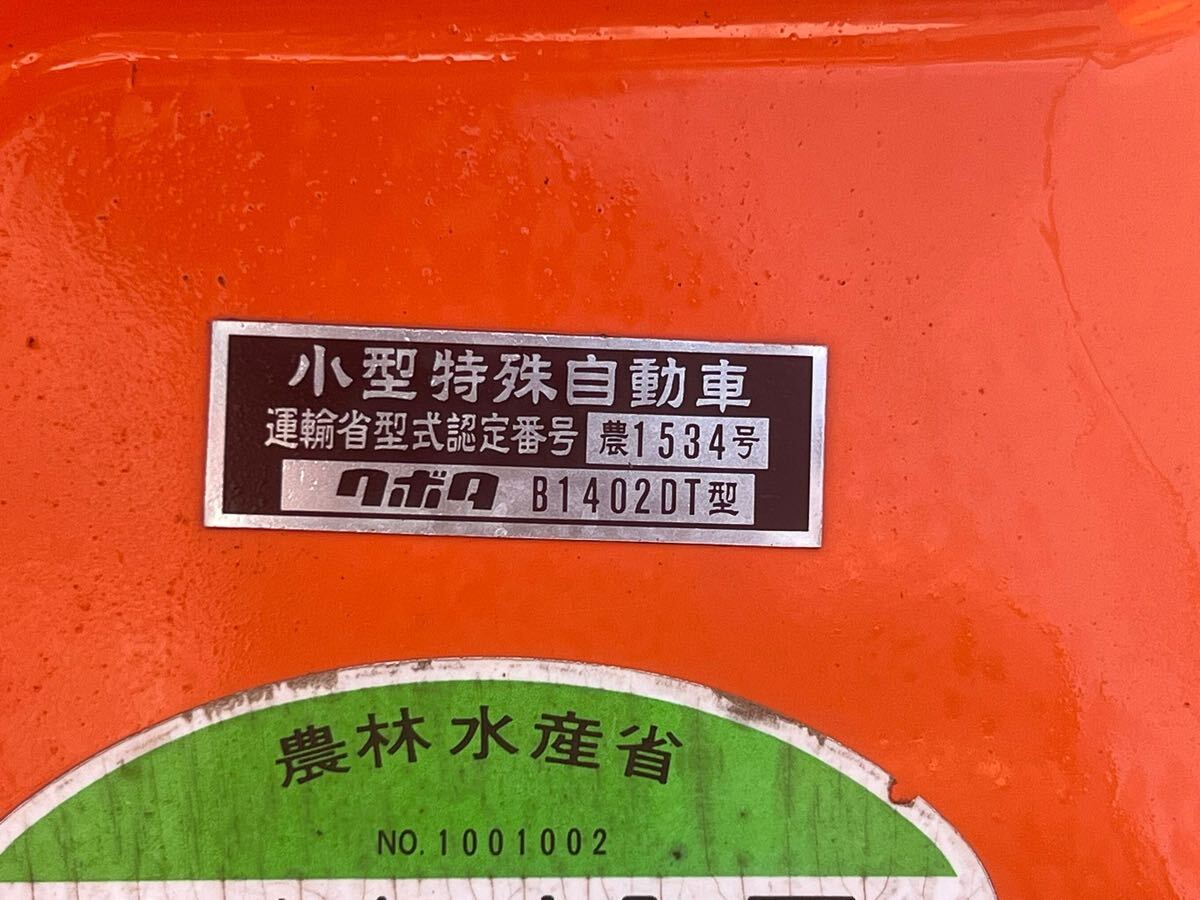 小型特殊自動車
運輸省型式認定番号 農1534号
クボタ B1402DT型
農林水産省
NO.1001002